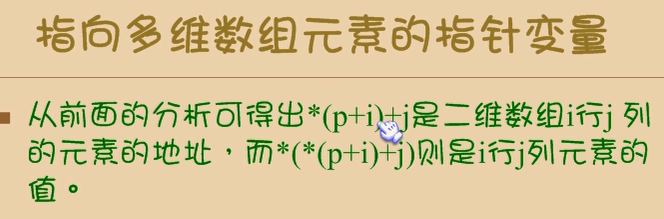 指向多维数组元素的指针变量
从前面的分析可得出*(p+i)+j是二维数组i行j 列
的元素的地址，而*(*(p+i)+j)则是i行j列元素的
值。